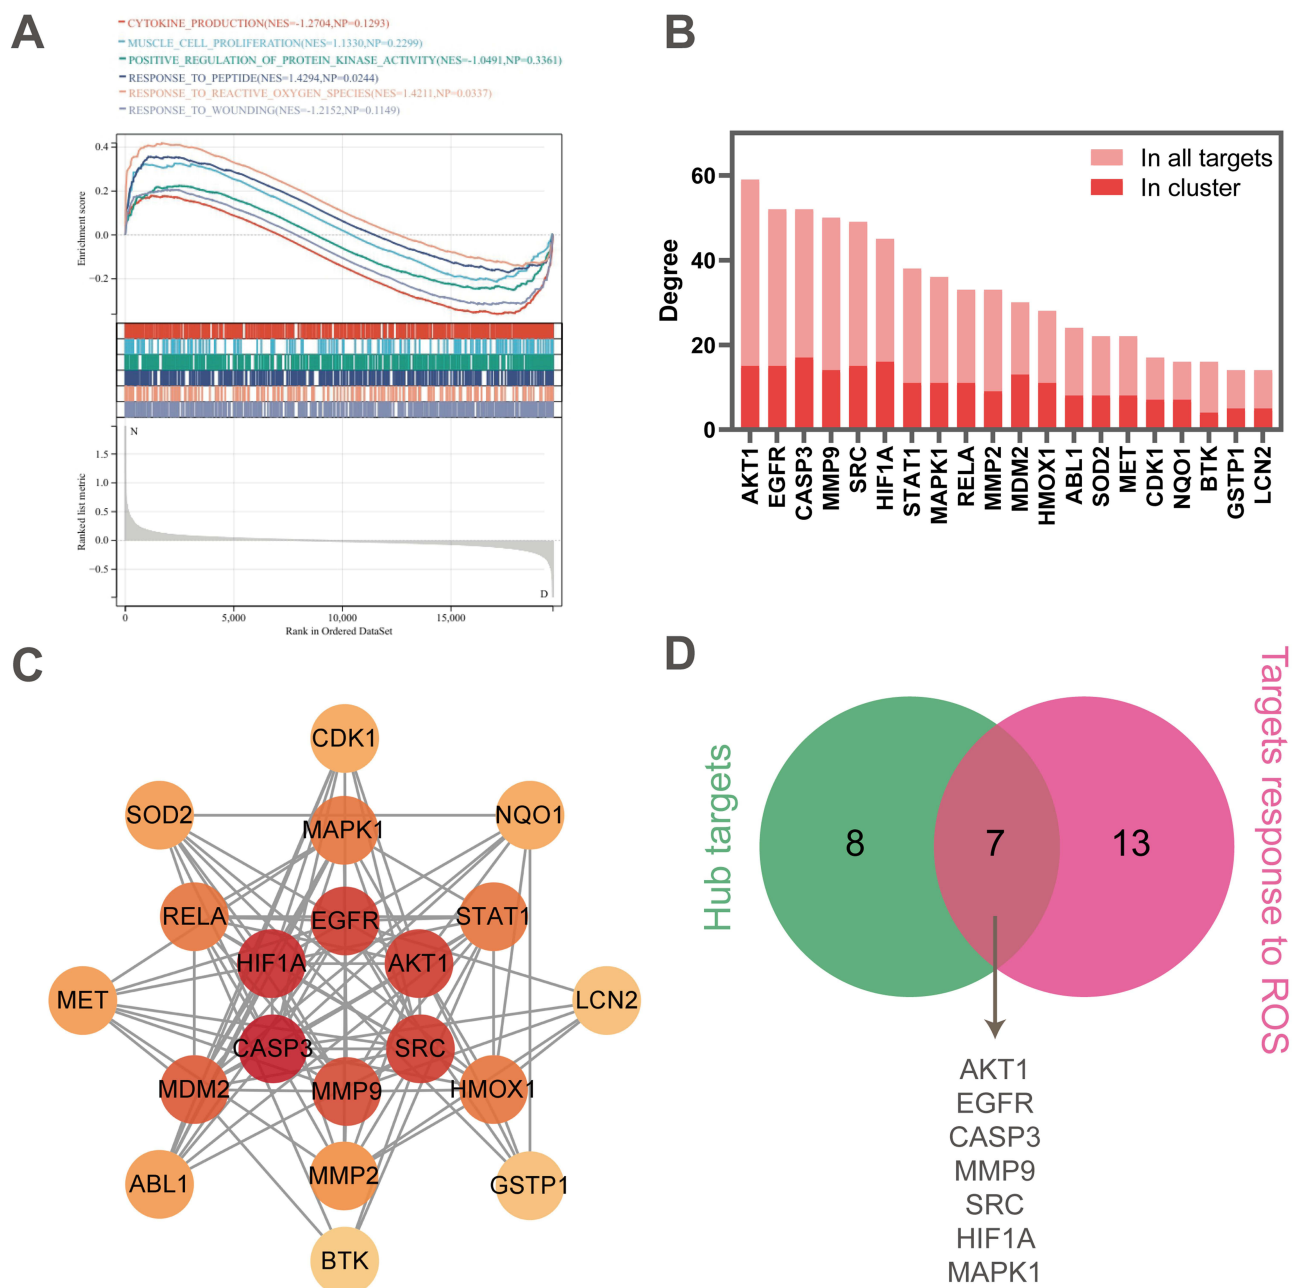 A
CYTOKINE_PRODUCTION(NES=-1.2704,NP=0.1293)
MUSCLE_CELL_PROLIFERATION(NES=1.1330,NP=0.2299)
POSITIVE_REGULATION_OF_PROTEIN_KINASE_ACTIVITY(NES=-1.0491,NP=0.3361)
RESPONSE_TO_PEPTIDE(NES=1.4294,NP=0.0244)
RESPONSE_TO_REACTIVE_OXYGEN_SPECIES(NES=1.4211,NP=0.0337)
RESPONSE_TO_WOUNDING(NES=-1.2152,NP=0.1149)
Enrichment score
0.4
0.2
0.0
−0.2
N
Ranked list metric
1.5
1.0
0.5
0.0
−0.5
D
0
5,000
10,000
15,000
Rank in Ordered DataSet
B
In all targets
In cluster
Degree
60
40
20
0
AKT1
EGFR
CASP3
MMP9
SRC
HIF1A
STAT1
MAPK1
RELA
MMP2
MDM2
HMOX1
ABL1
SOD2
MET
CDK1
NQO1
BTK
GSTP1
LCN2
C
CDK1
SOD2
MAPK1
NQO1
RELA
EGFR
STAT1
HIF1A
AKT1
MET
LCN2
CASP3
SRC
MDM2
MMP9
HMOX1
ABL1
MMP2
GSTP1
BTK
D
Hub targets
Targets response to ROS
8
7
13
AKT1
EGFR
CASP3
MMP9
SRC
HIF1A
MAPK1